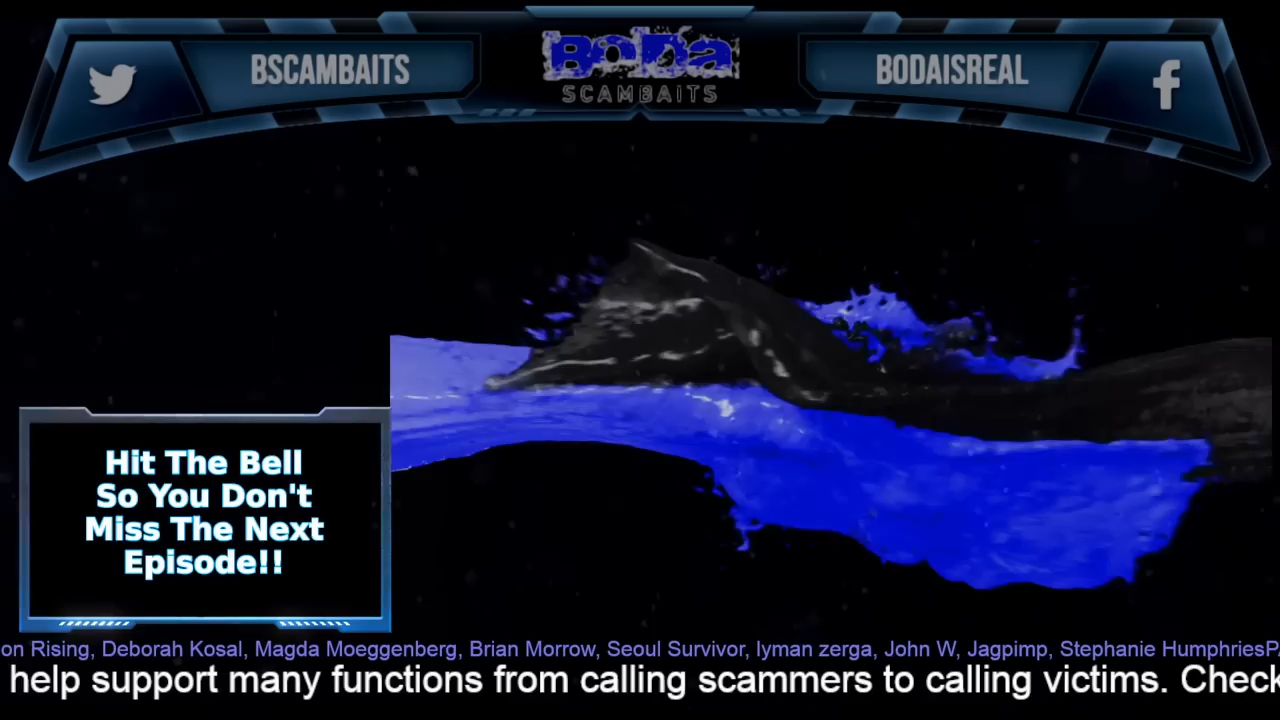 BSCAMBAITS
BODa
SCAMBAITS
BODAISREAL
Hit The Bell
So You Don't
Miss The Next
Episode!!
on Rising, Deborah Kosal, Magda Moeggenberg, Brian Morrow, Seoul Survivor, lyman zerga, John W, Jagpimp, Stephanie HumphriesPA
help support many functions from calling scammers to calling victims. Check